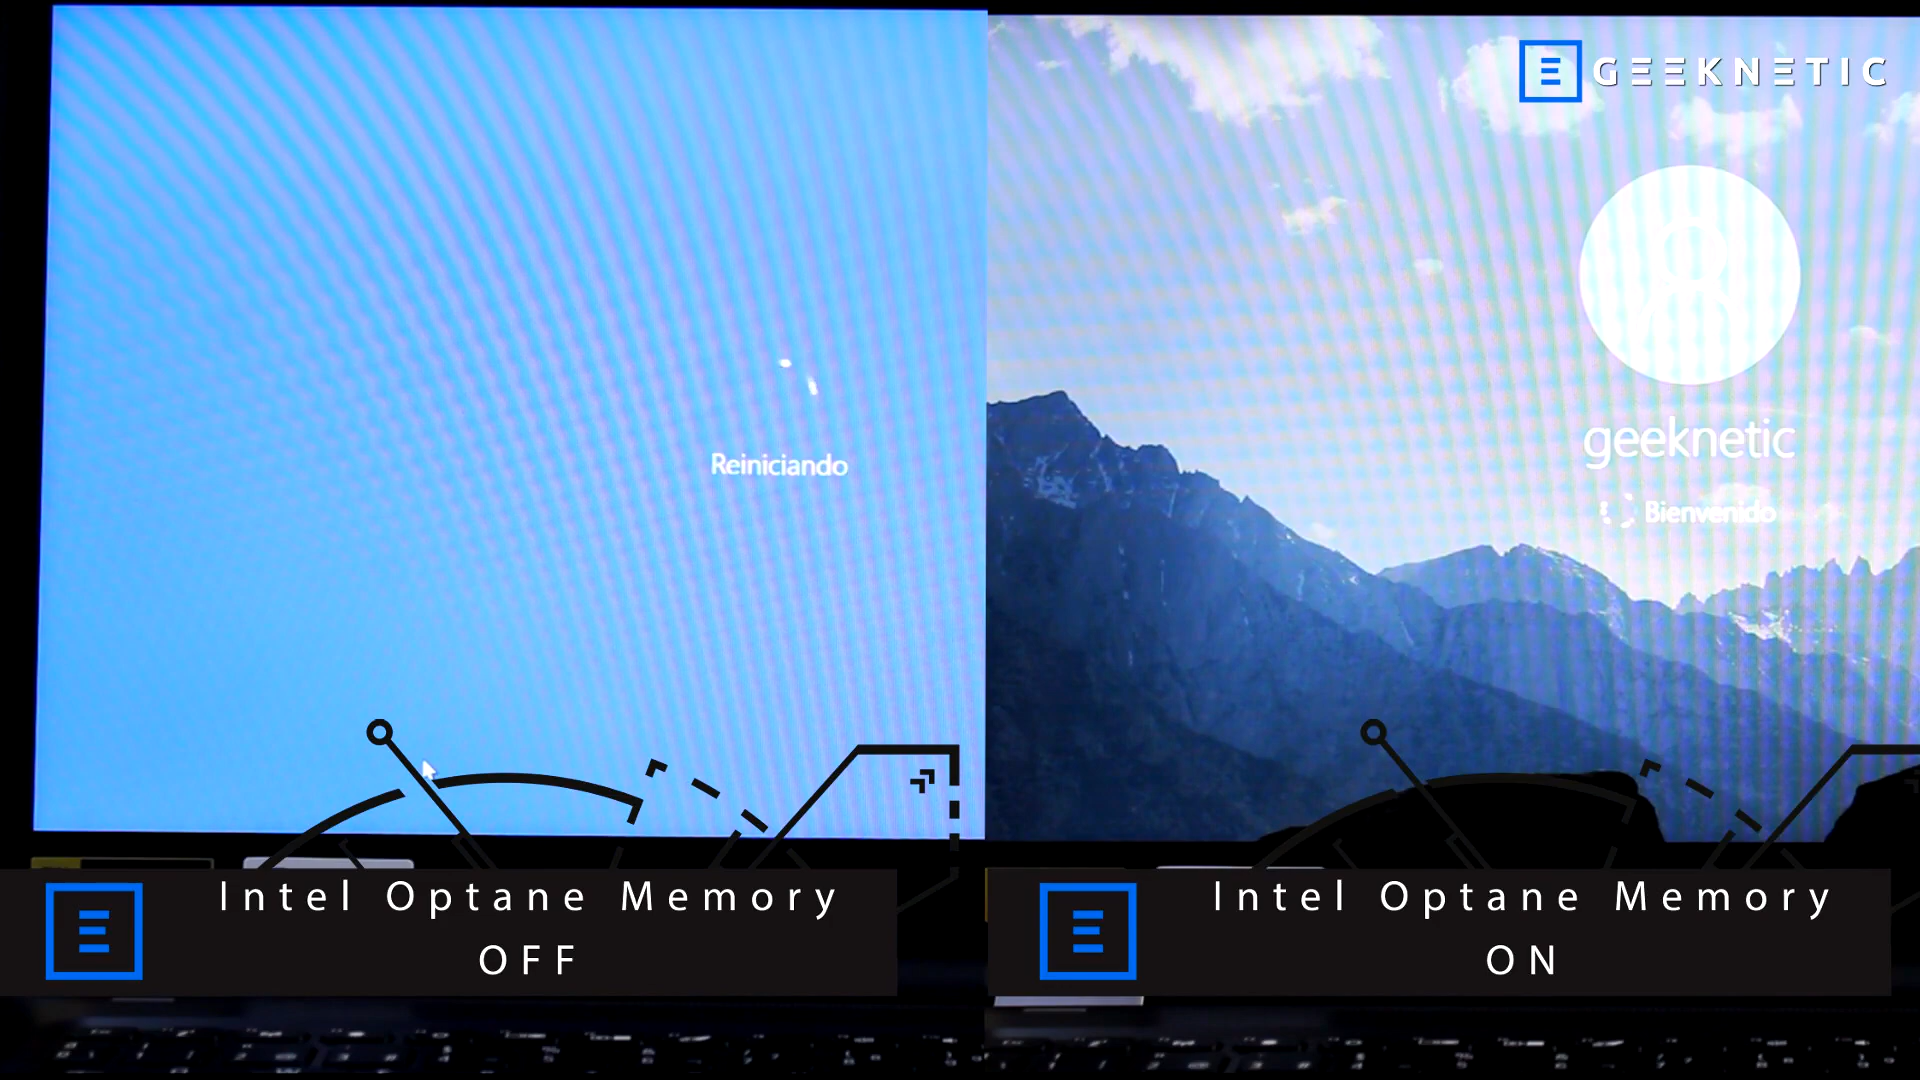 GEEKNETIC
Reiniciando
geeknetic
Bienvenido
Intel Optane Memory
OFF
Intel Optane Memory
ON